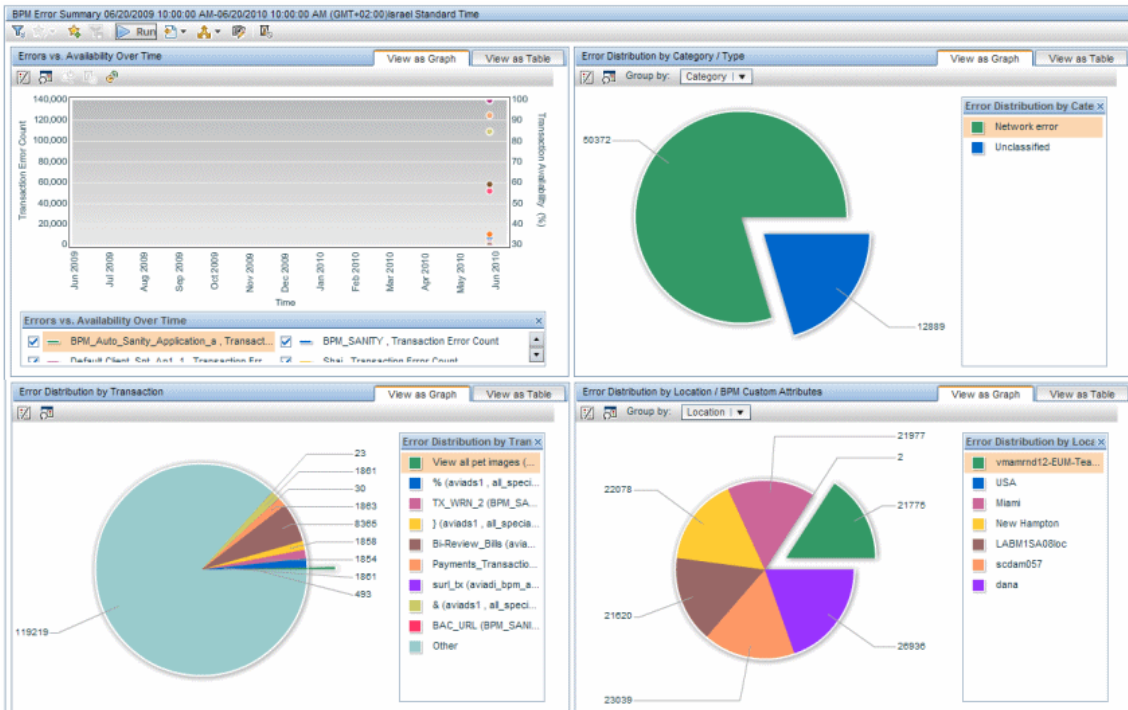 BPM Error Summary 06/20/2009 10:00:00 AM-06/20/2010 10:00:00 AM (GMT+02:00)Israel Standard Time
Run
Errors vs. Availability Over Time
View as Graph
View as Table
140,000
120,000
100,000
80,000
60,000
40,000
20,000
0
Transaction Error Count
100
90
80
70
60
50
40
30
Transaction Availability (%)
Jun 2009
Jul 2009
Aug 2009
Sep 2009
Oct 2009
Nov 2009
Dec 2009
Jan 2010
Feb 2010
Mar 2010
Apr 2010
May 2010
Jun 2010
Time
Errors vs. Availability Over Time
BPM_Auto_Sanity_Application_a , Transact...
BPM_SANITY , Transaction Error Count
Default Client_Spt_Ap1_1 , Transaction Err...
Shai , Transaction Error Count
Error Distribution by Category / Type
View as Graph
View as Table
Group by: Category
50372
12889
Error Distribution by Cate
Network error
Unclassified
Error Distribution by Transaction
View as Graph
View as Table
23
1861
30
1863
8365
1858
1854
1861
493
119219
Error Distribution by Tran
View all pet images (...
% (aviads1 , all_speci...
TX_WRN_2 (BPM_SA...
} (aviads1 , all_specia...
Bi-Review_Bills (avia...
Payments_Transactio...
surl_tx (aviadi_bpm_a...
& (aviads1 , all_speci...
BAC_URL (BPM_SANI...
Other
Error Distribution by Location / BPM Custom Attributes
View as Graph
View as Table
Group by: Location
21977
2
22078
21776
21620
26936
23039
Error Distribution by Loca
vmamrnd12-EUM-Tea...
USA
Miami
New Hampton
LABM1SA08loc
scdam057
dana